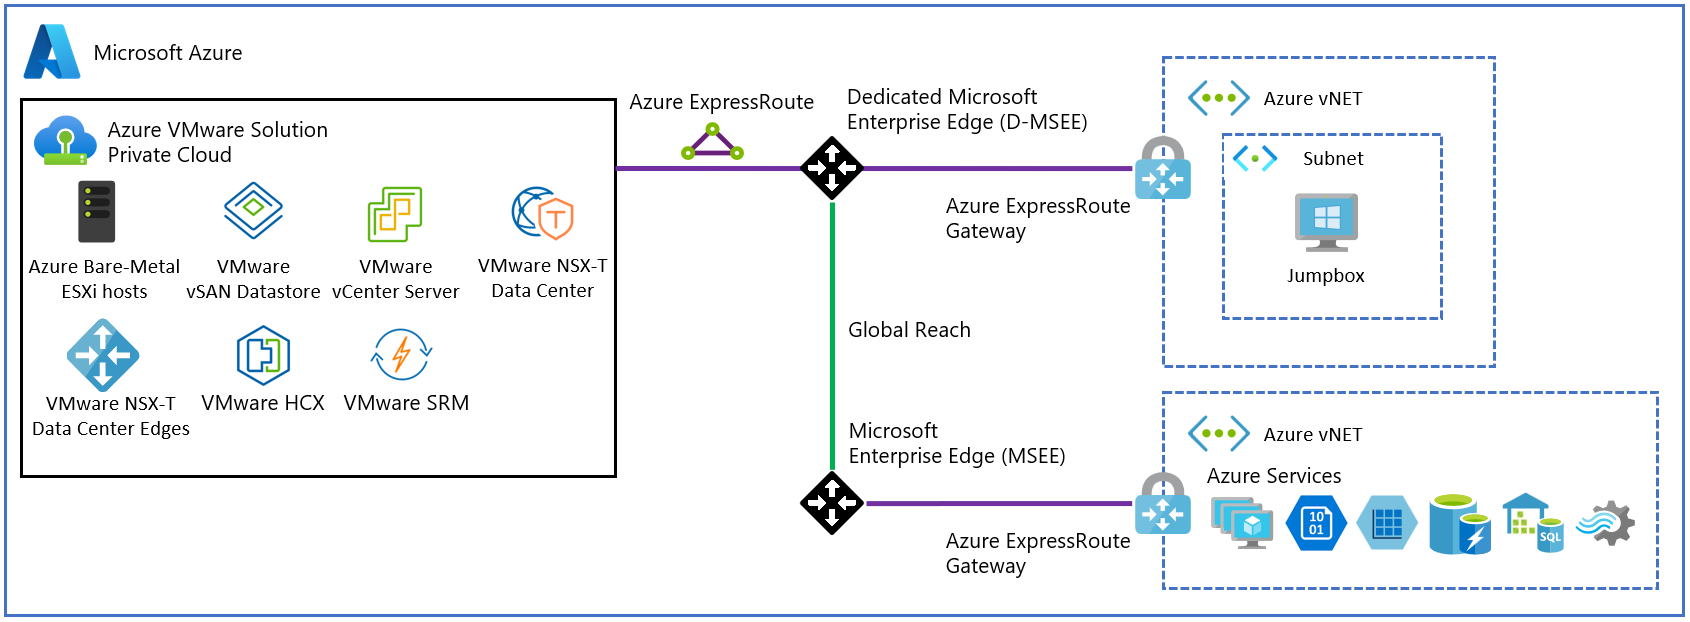 Microsoft Azure
Azure VMware Solution
Private Cloud
Azure Bare-Metal
ESXi hosts
VMware
vSAN Datastore
VMware
vCenter Server
VMware NSX-T
Data Center
VMware NSX-T
Data Center Edges
VMware HCX
VMware SRM
Azure ExpressRoute
Dedicated Microsoft
Enterprise Edge (D-MSEE)
Azure ExpressRoute
Gateway
Azure vNET
Subnet
Jumpbox
Global Reach
Microsoft
Enterprise Edge (MSEE)
Azure ExpressRoute
Gateway
Azure vNET
Azure Services
10
01
SQL